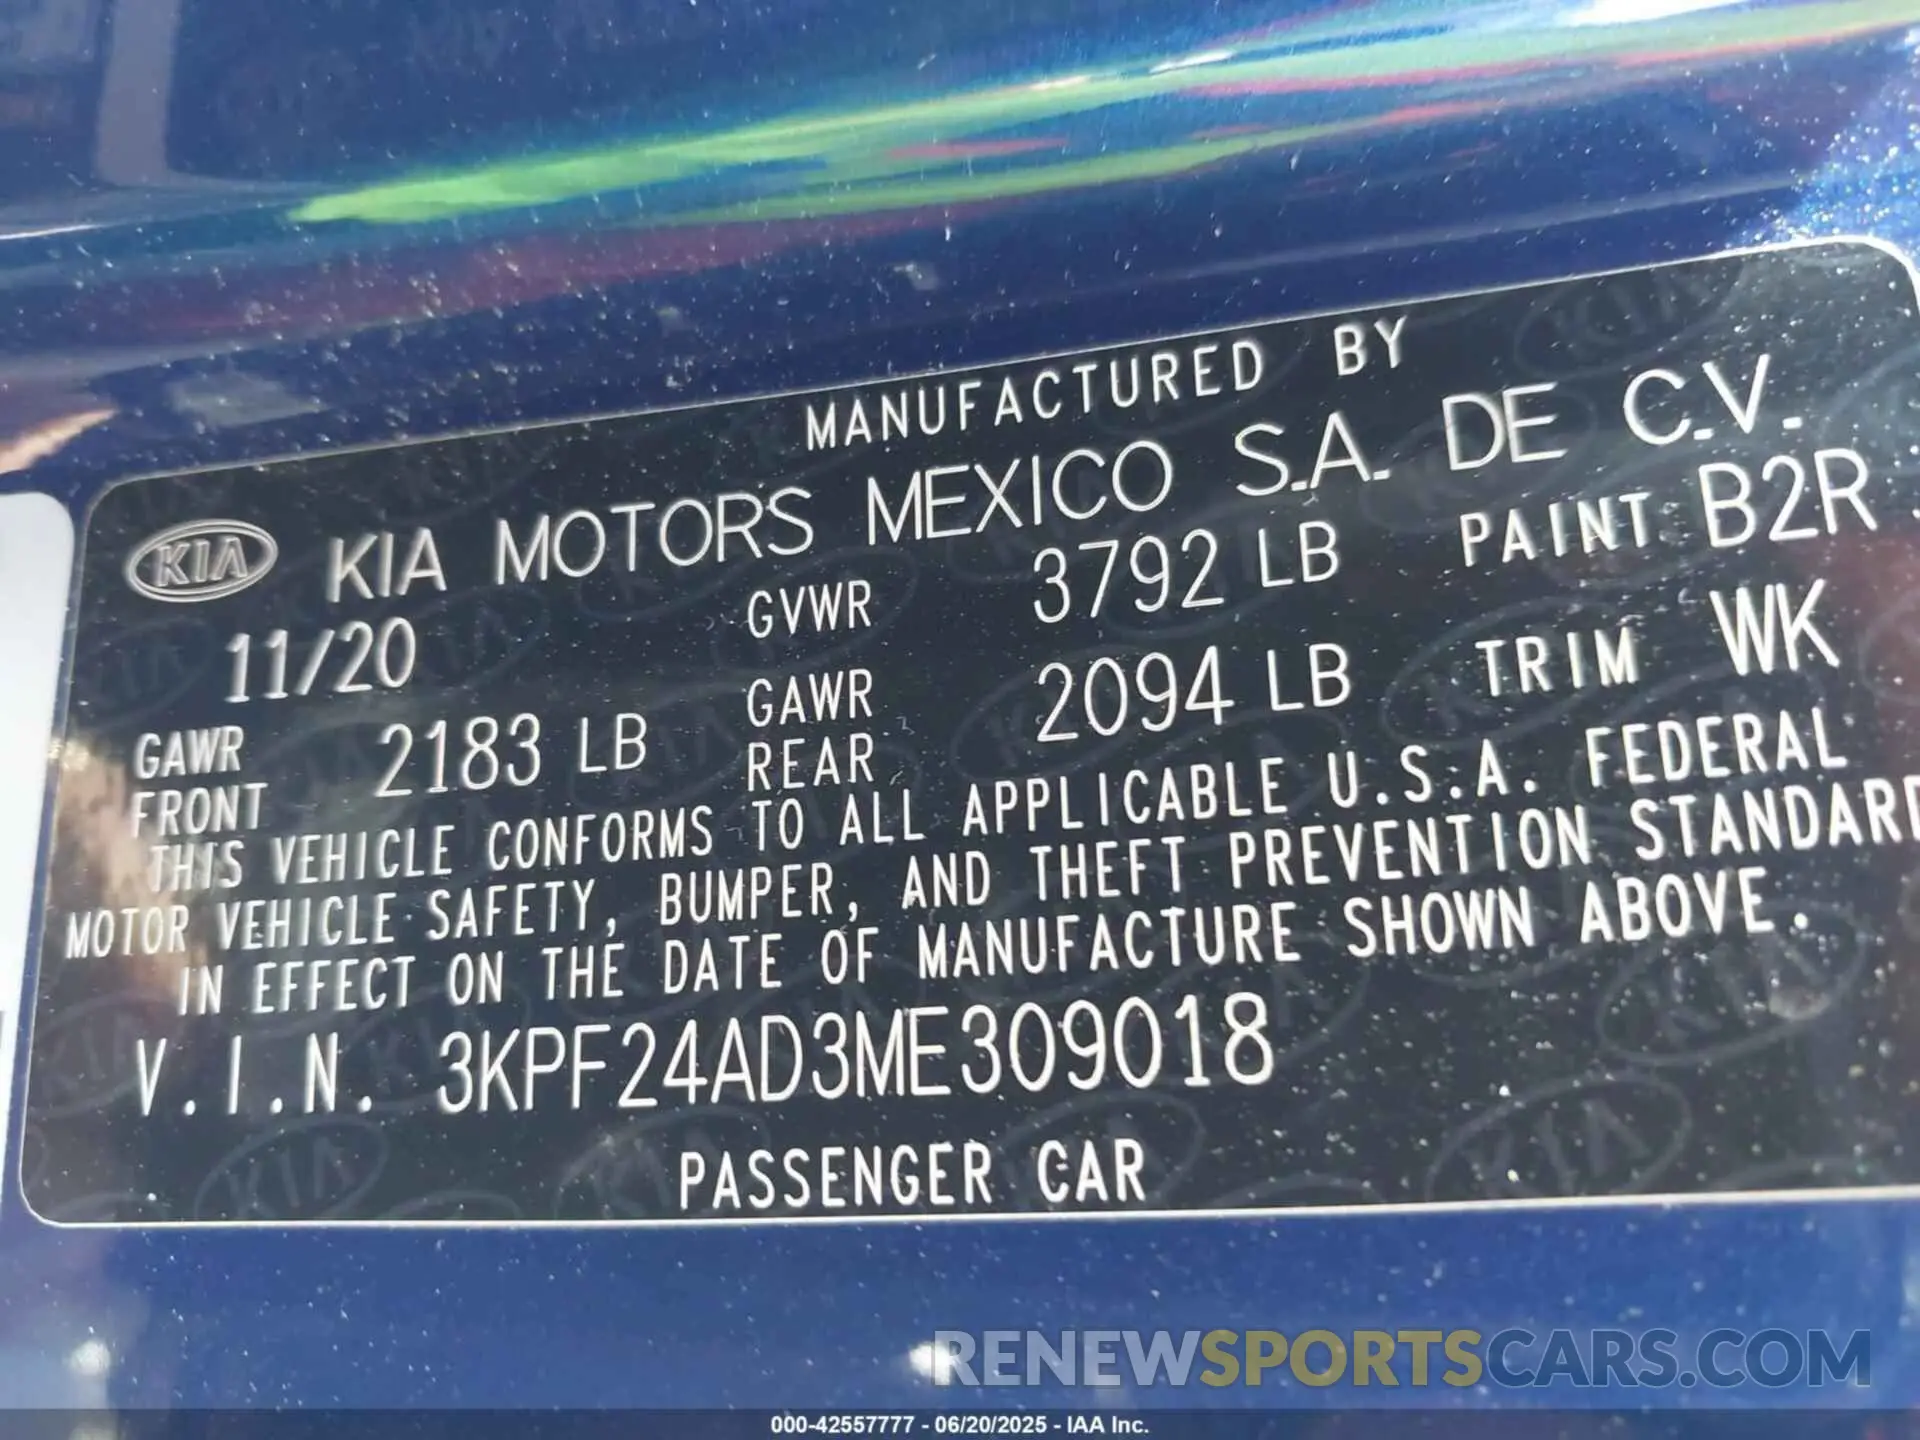 MANUFACTURED BY
KIA KIA MOTORS MEXICO S.A. DE C.V.
11/20 GVWR 3792 LB PAINT B2R
GAWR FRONT 2183 LB GAWR REAR 2094 LB TRIM WK
THIS VEHICLE CONFORMS TO ALL APPLICABLE U.S.A. FEDERAL
MOTOR VEHICLE SAFETY, BUMPER, AND THEFT PREVENTION STANDARD
IN EFFECT ON THE DATE OF MANUFACTURE SHOWN ABOVE.
V.I.N. 3KPF24AD3ME309018
PASSENGER CAR
RENEWSPORTSCARS.COM
000-42557777 - 06/20/2025 - IAA Inc.